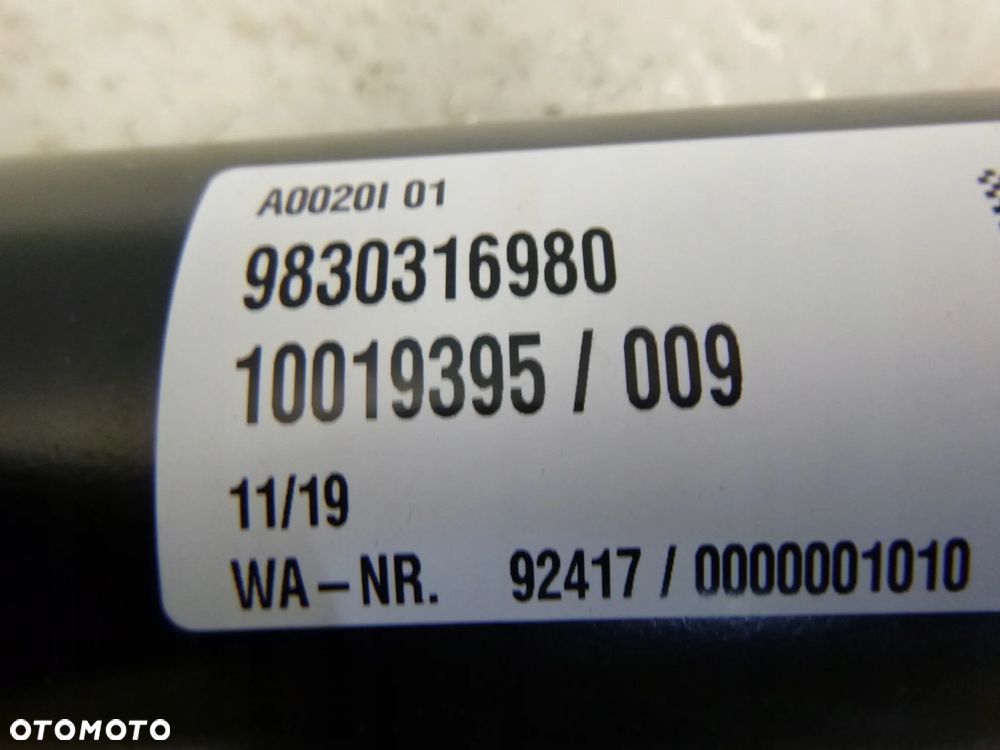 A0020I 01
9830316980
10019395 / 009
11/19
WA-NR. 92417 / 0000001010
OTOMOTO